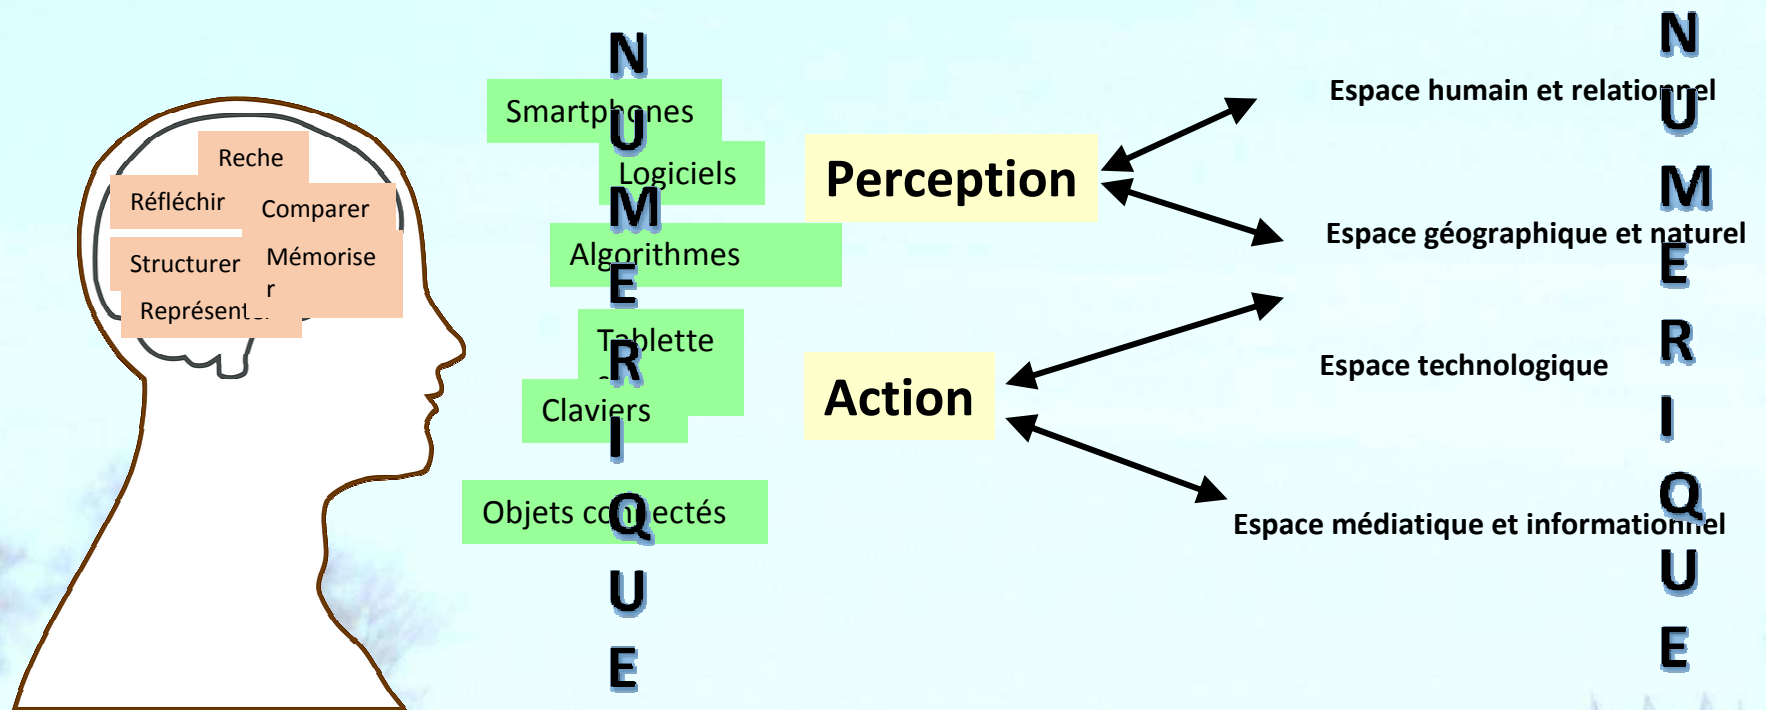 Reche
Réfléchir
Comparer
Structurer
Mémorise
r
Smartphones
Logiciels
Algorithmes
Tablette
Claviers
Objets connectés
NUMERIQUE
Perception
Action
Espace humain et relationnel
Espace géographique et naturel
Espace technologique
Espace médiatique et informationnel
NUMERIQUE